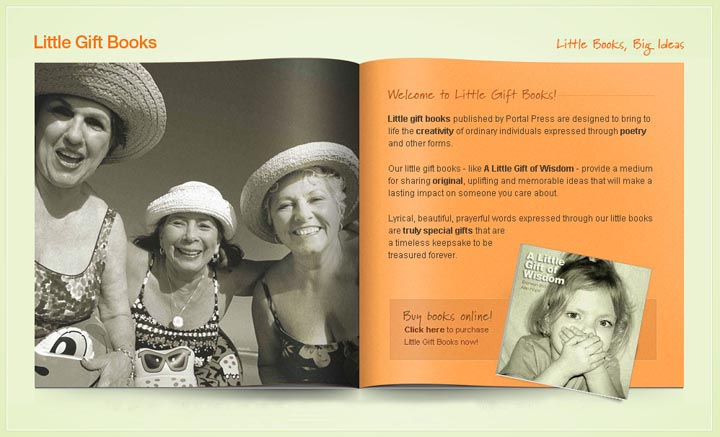 Little Gift Books
Little Books, Big Ideas
Welcome to Little Gift Books!
Little gift books published by Portal Press are designed to bring to
life the creativity of ordinary individuals expressed through poetry
and other forms.
Our little gift books - like A Little Gift of Wisdom - provide a medium
for sharing original, uplifting and memorable ideas that will make a
lasting impact on someone you care about.
Lyrical, beautiful, prayerful words expressed through our little books
are truly special gifts that are
a timeless keepsake to be
treasured forever.
A Little
Gift of
Wisdom
Buy books online!
Click here to purchase
Little Gift Books now!